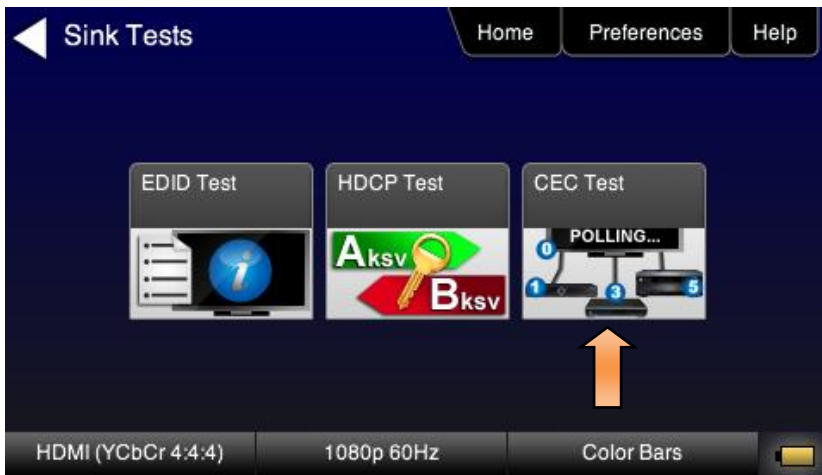 Sink Tests
Home
Preferences
Help
EDID Test
HDCP Test
CEC Test
i
Aksv
Bksv
POLLING...
0
1
3
5
HDMI (YCbCr 4:4:4)
1080p 60Hz
Color Bars